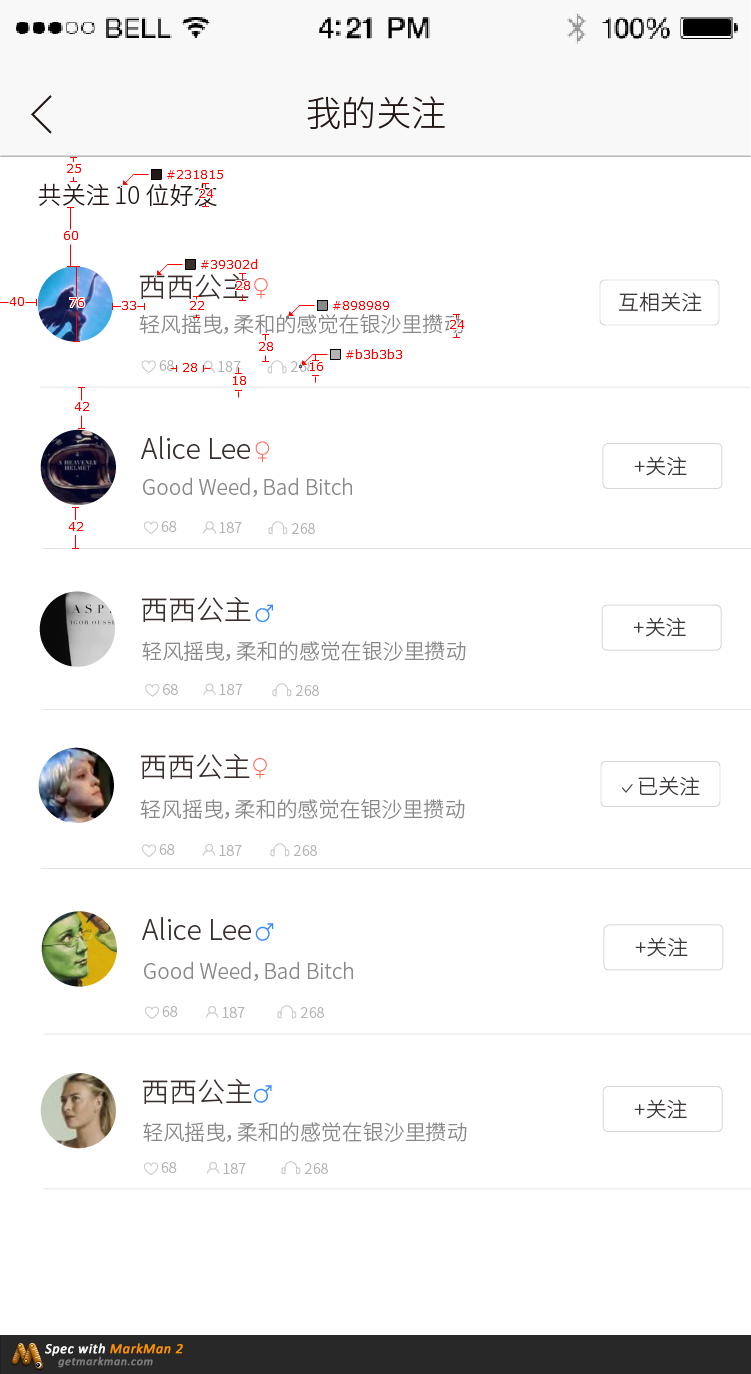 BELL 4:21 PM 100%
我的关注
25
#231815
共关注 10 位好友
24
60
#39302d
西西公主♀
28
互相关注
40
76
33
22
#898989
轻风摇曳，柔和的感觉在银沙里攒动
24
28
#b3b3b3
68 187 268
28
16
18
42
Alice Lee♀
+关注
A HEAVENLY
HELMET
Good Weed, Bad Bitch
42
68 187 268
西西公主♂
ASP
IGOR OUSS
+关注
轻风摇曳，柔和的感觉在银沙里攒动
68 187 268
西西公主♀
✓已关注
轻风摇曳，柔和的感觉在银沙里攒动
68 187 268
Alice Lee♂
+关注
Good Weed, Bad Bitch
68 187 268
西西公主♂
+关注
轻风摇曳，柔和的感觉在银沙里攒动
68 187 268
Spec with MarkMan 2
getmarkman.com